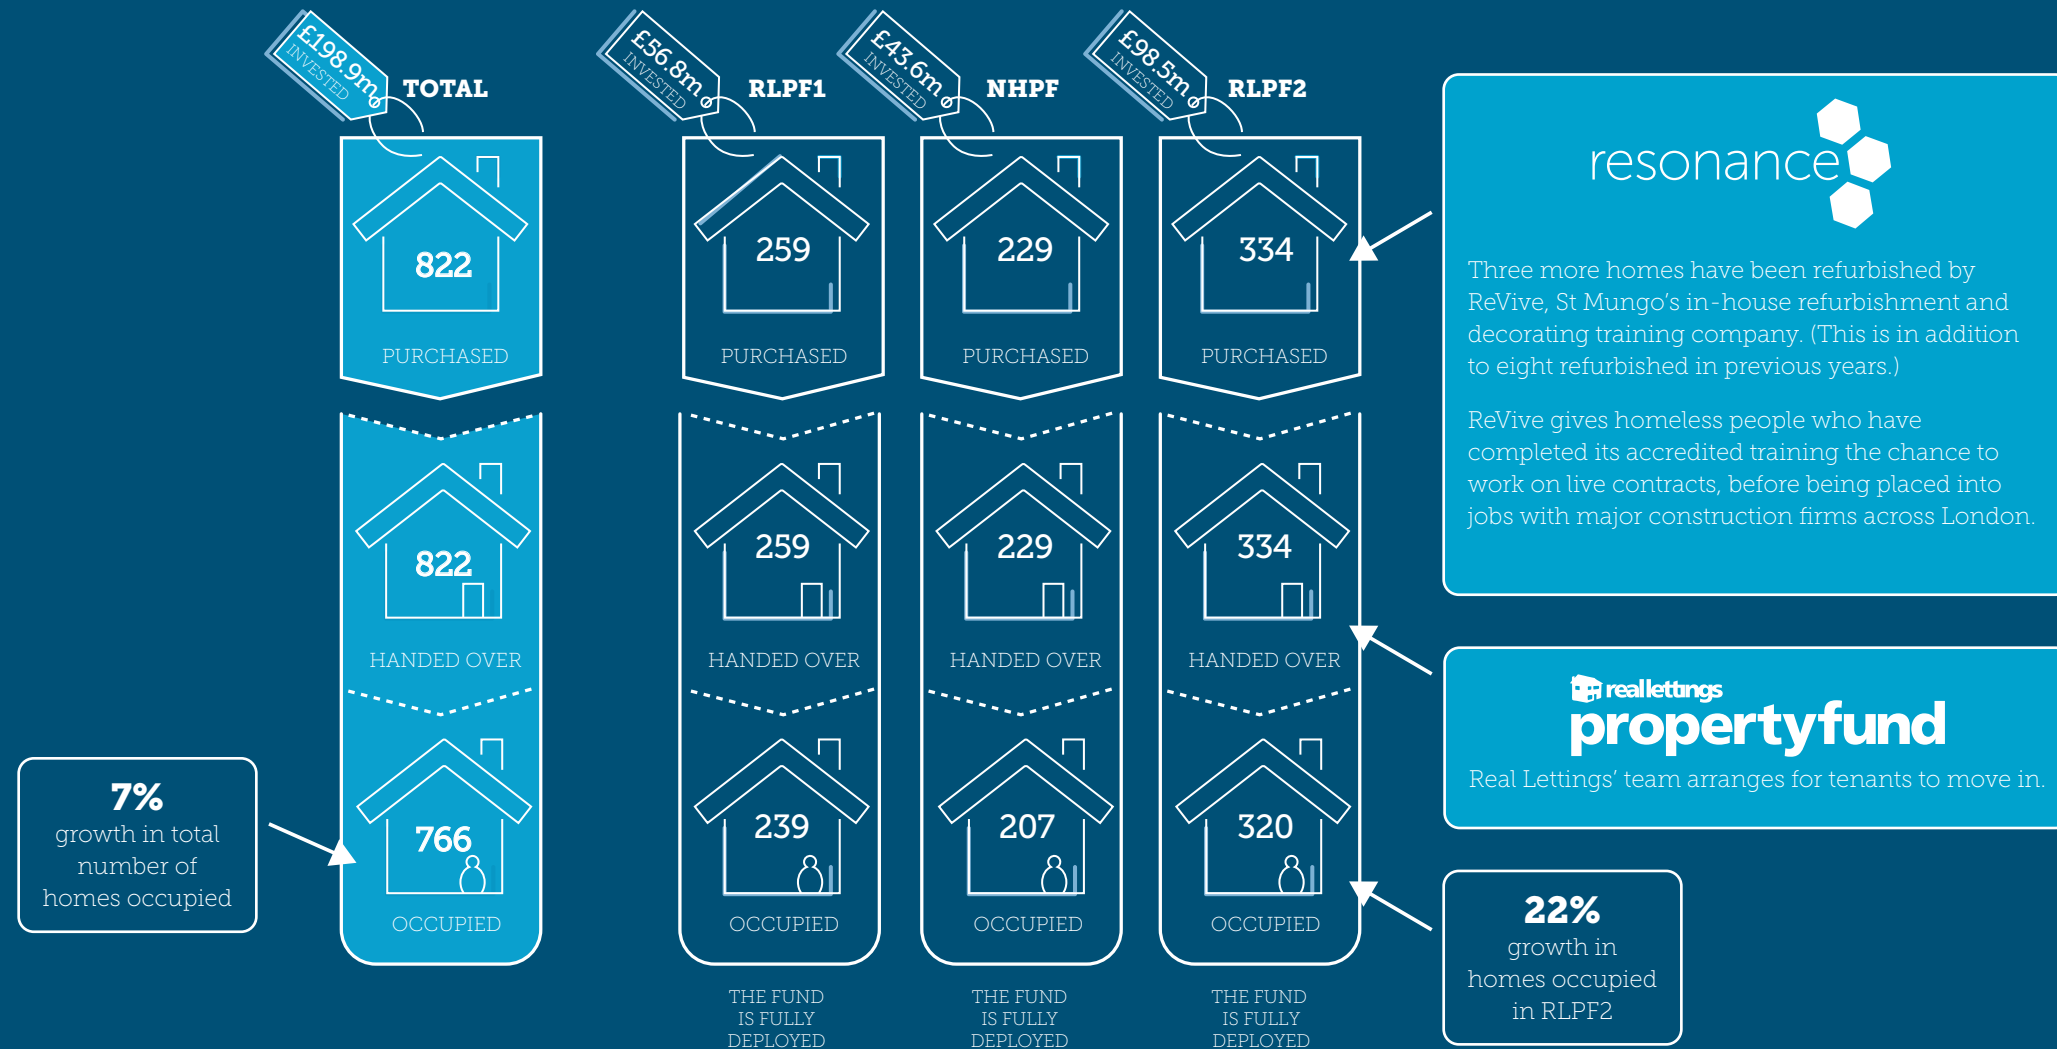 £198.9m
INVESTED
TOTAL
822
PURCHASED
822
HANDED OVER
766
OCCUPIED
7%
growth in total
number of
homes occupied
£56.8m
INVESTED
RLPF1
259
PURCHASED
259
HANDED OVER
239
OCCUPIED
THE FUND
IS FULLY
DEPLOYED
£43.6m
INVESTED
NHPF
229
PURCHASED
229
HANDED OVER
207
OCCUPIED
THE FUND
IS FULLY
DEPLOYED
£98.5m
INVESTED
RLPF2
334
PURCHASED
334
HANDED OVER
320
OCCUPIED
THE FUND
IS FULLY
DEPLOYED
resonance
Three more homes have been refurbished by
ReVive, St Mungo’s in-house refurbishment and
decorating training company. (This is in addition
to eight refurbished in previous years.)
ReVive gives homeless people who have
completed its accredited training the chance to
work on live contracts, before being placed into
jobs with major construction firms across London.
reallettings
propertyfund
Real Lettings’ team arranges for tenants to move in.
22%
growth in
homes occupied
in RLPF2